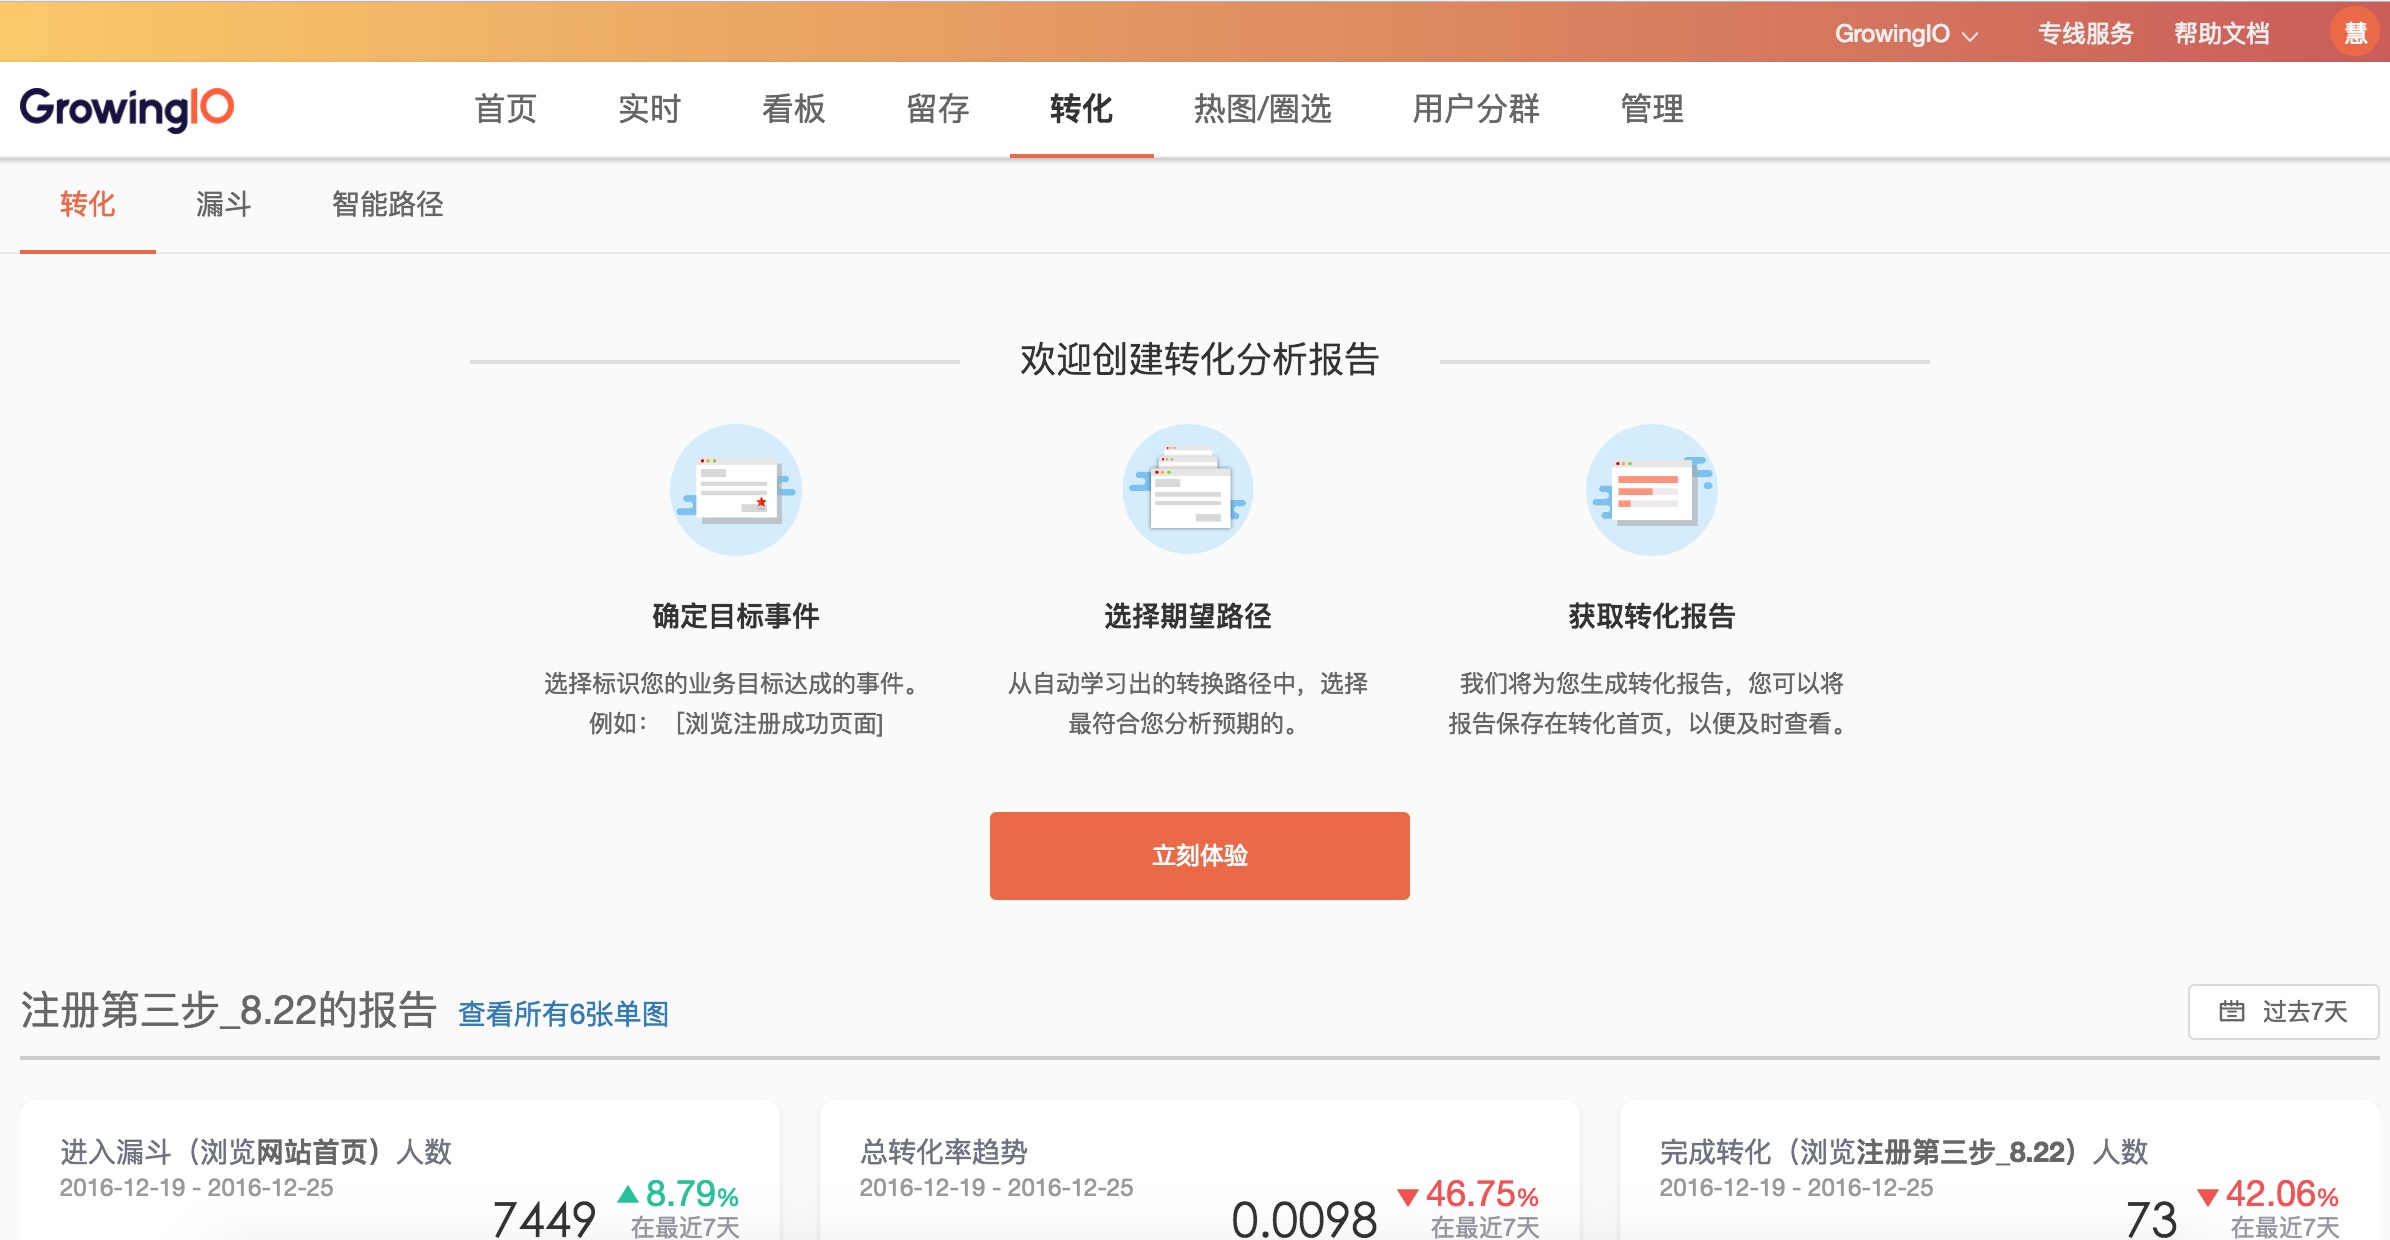 GrowingIO 专线服务 帮助文档 慧
GrowingIO 首页 实时 看板 留存 转化 热图/圈选 用户分群 管理
转化 漏斗 智能路径
欢迎创建转化分析报告
确定目标事件
选择标识您的业务目标达成的事件。
例如： [浏览注册成功页面]
选择期望路径
从自动学习出的转换路径中，选择
最符合您分析预期的。
获取转化报告
我们将为您生成转化报告，您可以将
报告保存在转化首页，以便及时查看。
立刻体验
注册第三步_8.22的报告 查看所有6张单图 过去7天
进入漏斗（浏览网站首页）人数
2016-12-19 - 2016-12-25
7449 8.79%
在最近7天
总转化率趋势
2016-12-19 - 2016-12-25
0.0098 46.75%
在最近7天
完成转化（浏览注册第三步_8.22）人数
2016-12-19 - 2016-12-25
73 42.06%
在最近7天